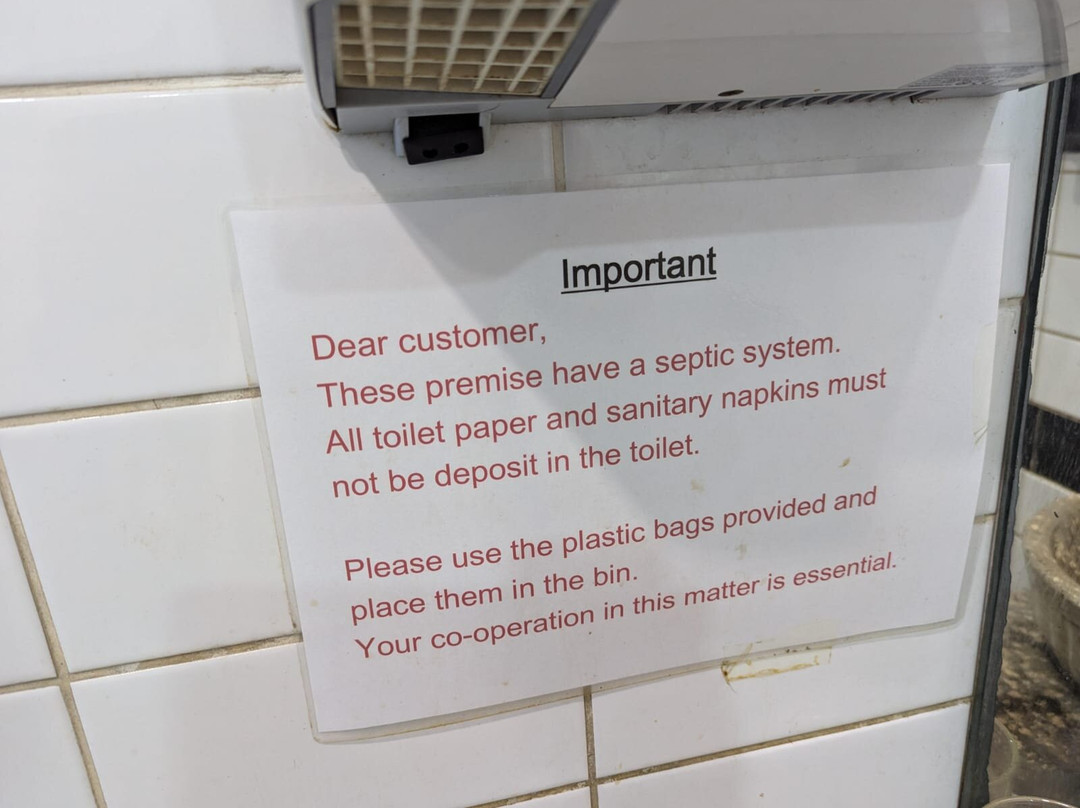 Important
Dear customer,
These premise have a septic system.
All toilet paper and sanitary napkins must
not be deposit in the toilet.
Please use the plastic bags provided and
place them in the bin.
Your co-operation in this matter is essential.